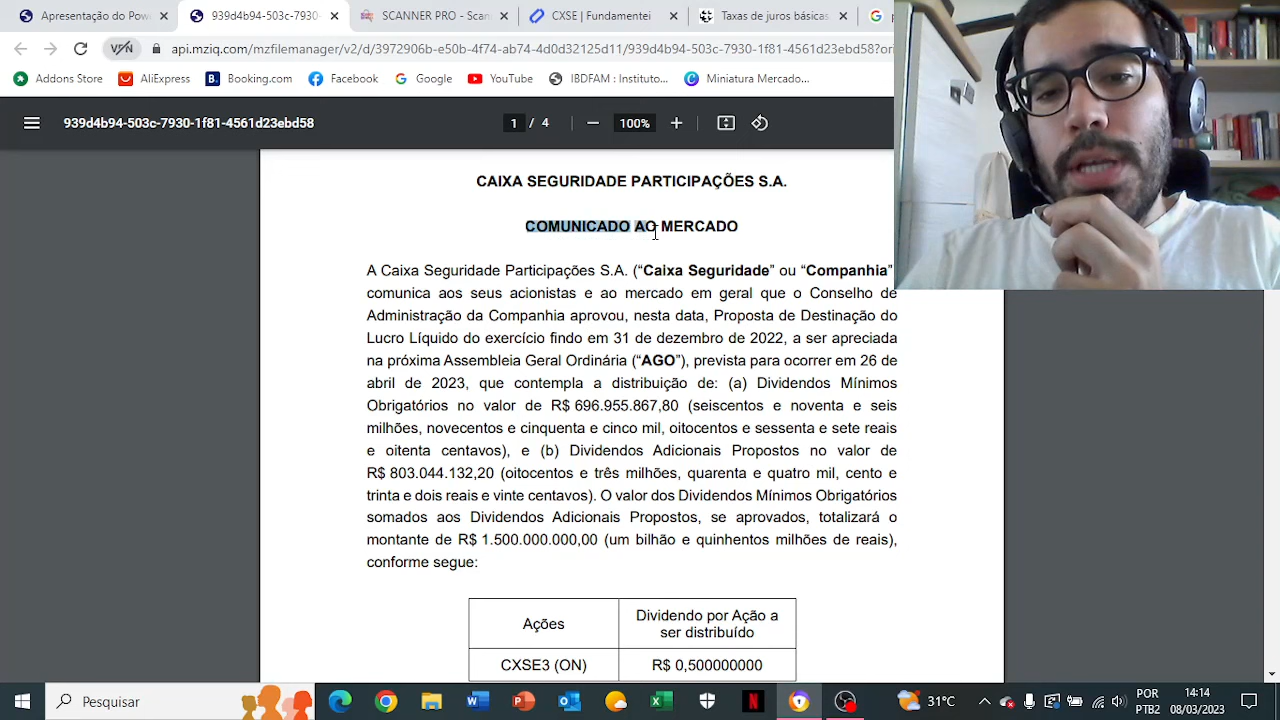 Apresentação do Pow
939d4b94-503c-7930-
SCANNER PRO - Scan
CXSE | Fundamentei
Taxas de juros básicas
VPN
api.mziq.com/mzfilemanager/v2/d/3972906b-e50b-4f74-ab74-4d0d32125d11/939d4b94-503c-7930-1f81-4561d23ebd58?ori
Addons Store
AliExpress
Booking.com
Facebook
Google
YouTube
IBDFAM : Instituto...
Miniatura Mercado...
939d4b94-503c-7930-1f81-4561d23ebd58
1 / 4
100%
CAIXA SEGURIDADE PARTICIPAÇÕES S.A.
COMUNICADO AO MERCADO
A Caixa Seguridade Participações S.A. (“Caixa Seguridade” ou “Companhia”
comunica aos seus acionistas e ao mercado em geral que o Conselho de
Administração da Companhia aprovou, nesta data, Proposta de Destinação do
Lucro Líquido do exercício findo em 31 de dezembro de 2022, a ser apreciada
na próxima Assembleia Geral Ordinária (“AGO”), prevista para ocorrer em 26 de
abril de 2023, que contempla a distribuição de: (a) Dividendos Mínimos
Obrigatórios no valor de R$ 696.955.867,80 (seiscentos e noventa e seis
milhões, novecentos e cinquenta e cinco mil, oitocentos e sessenta e sete reais
e oitenta centavos), e (b) Dividendos Adicionais Propostos no valor de
R$ 803.044.132,20 (oitocentos e três milhões, quarenta e quatro mil, cento e
trinta e dois reais e vinte centavos). O valor dos Dividendos Mínimos Obrigatórios
somados aos Dividendos Adicionais Propostos, se aprovados, totalizará o
montante de R$ 1.500.000.000,00 (um bilhão e quinhentos milhões de reais),
conforme segue:
Ações
Dividendo por Ação a
ser distribuído
CXSE3 (ON)
R$ 0,500000000
Pesquisar
31°C
POR
PTB2
14:14
08/03/2023